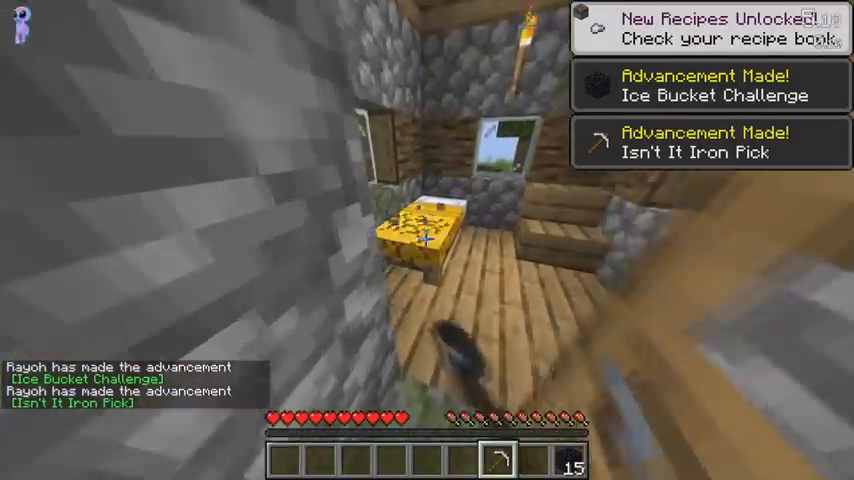 New Recipes Unlocked!
Check your recipe book
Advancement Made!
Ice Bucket Challenge
Advancement Made!
Isn't It Iron Pick
Rayoh has made the advancement
[Ice Bucket Challenge]
Rayoh has made the advancement
[Isn't It Iron Pick]
15